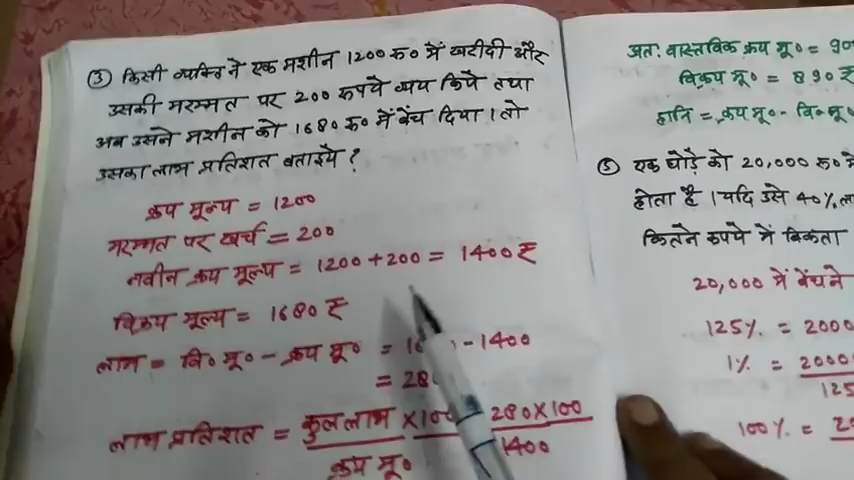 ③ किसी व्यक्ति ने एक मशीन 1200 रु० में खरीदी और
उसकी मरम्मत पर 200 रूपये व्यय किये तथा
अब उसने मशीन को 1680 रु० में बेंच दिया । तो
उसका लाभ प्रतिशत बताइये ?
क्रय मूल्य = 1200
मरम्मत पर खर्च = 200
नवीन क्रय मूल्य = 1200 + 200 = 1400 ₹
विक्रय मूल्य = 1680 ₹
लाभ = वि० मू० - क्रय मू० = - 1400
= 28
लाभ प्रतिशत = कुल लाभ × 100 280 × 100
क्रय मू० 1400
अतः वास्तविक क्रय मू० = 90
विक्रय मू० = 890 ₹
हानि = क्रय मू० - वि० मू०
⑤ एक घोड़े को 20,000 रु० मे
होता है । यदि उसे 40%
कितने रूपये में बिकता
20,000 में बेंचने
125% = 2000
1% = 2000
125
100% = 20